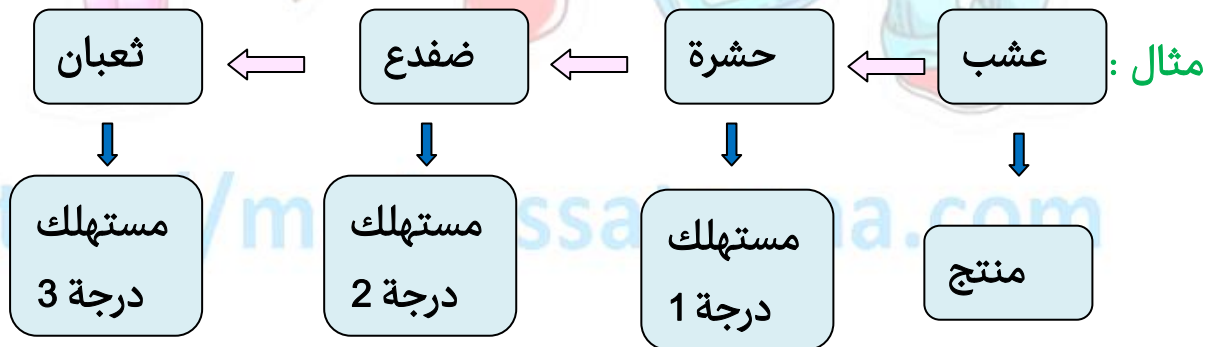 مثال :
عشب
حشرة
ضفدع
ثعبان
منتج
مستهلك
درجة 1
مستهلك
درجة 2
مستهلك
درجة 3